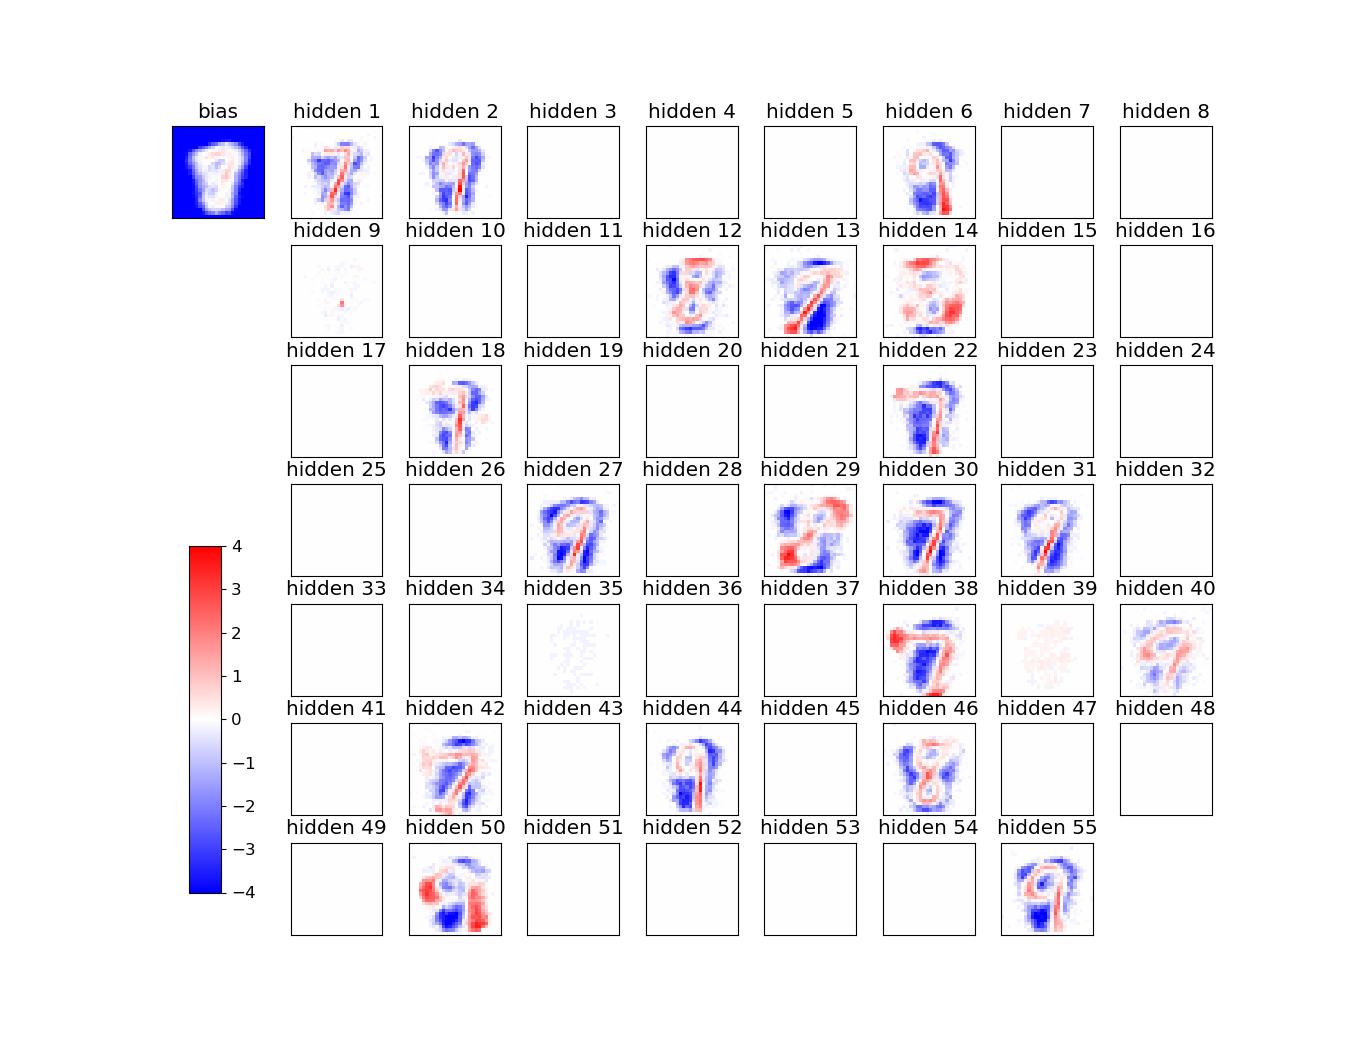 bias hidden 1 hidden 2 hidden 3 hidden 4 hidden 5 hidden 6 hidden 7 hidden 8
hidden 9 hidden 10 hidden 11 hidden 12 hidden 13 hidden 14 hidden 15 hidden 16
hidden 17 hidden 18 hidden 19 hidden 20 hidden 21 hidden 22 hidden 23 hidden 24
hidden 25 hidden 26 hidden 27 hidden 28 hidden 29 hidden 30 hidden 31 hidden 32
hidden 33 hidden 34 hidden 35 hidden 36 hidden 37 hidden 38 hidden 39 hidden 40
hidden 41 hidden 42 hidden 43 hidden 44 hidden 45 hidden 46 hidden 47 hidden 48
hidden 49 hidden 50 hidden 51 hidden 52 hidden 53 hidden 54 hidden 55
4
3
2
1
0
−1
−2
−3
−4